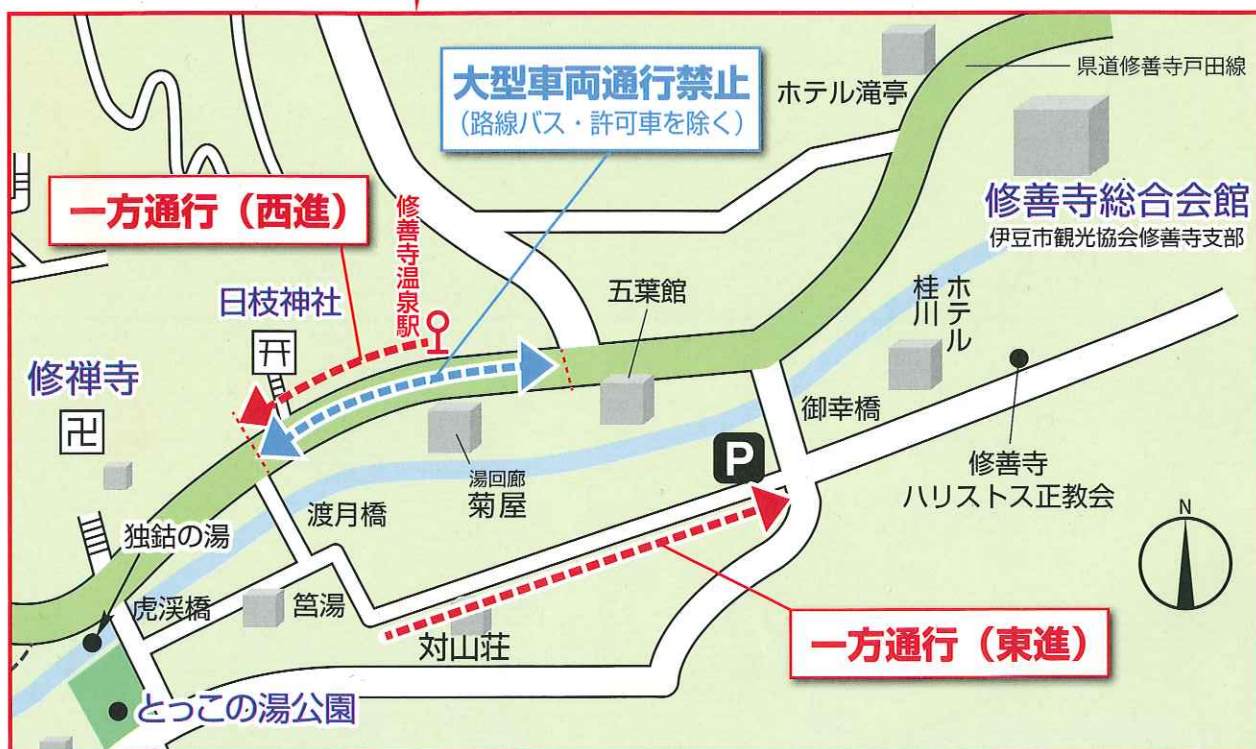 県道修善寺戸田線
ホテル滝亭
大型車両通行禁止
（路線バス・許可車を除く）
修善寺総合会館
伊豆市観光協会修善寺支部
一方通行（西進）
修善寺温泉駅
日枝神社
五葉館
桂川
ホテル
修禅寺
卍
御幸橋
P
湯回廊
菊屋
修善寺
ハリストス正教会
渡月橋
独鈷の湯
N
虎渓橋
筥湯
対山荘
一方通行（東進）
とっこの湯公園